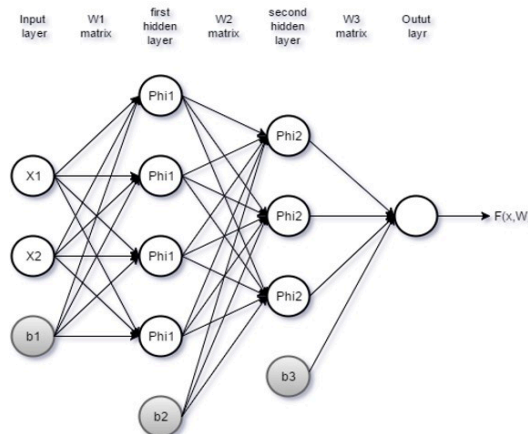 Input
layer
W1
matrix
first
hidden
layer
W2
matrix
second
hidden
layer
W3
matrix
Outut
layr
Phi1
Phi2
X1
Phi1
Phi2
F(x,W
X2
Phi1
Phi2
b1
Phi1
b2
b3